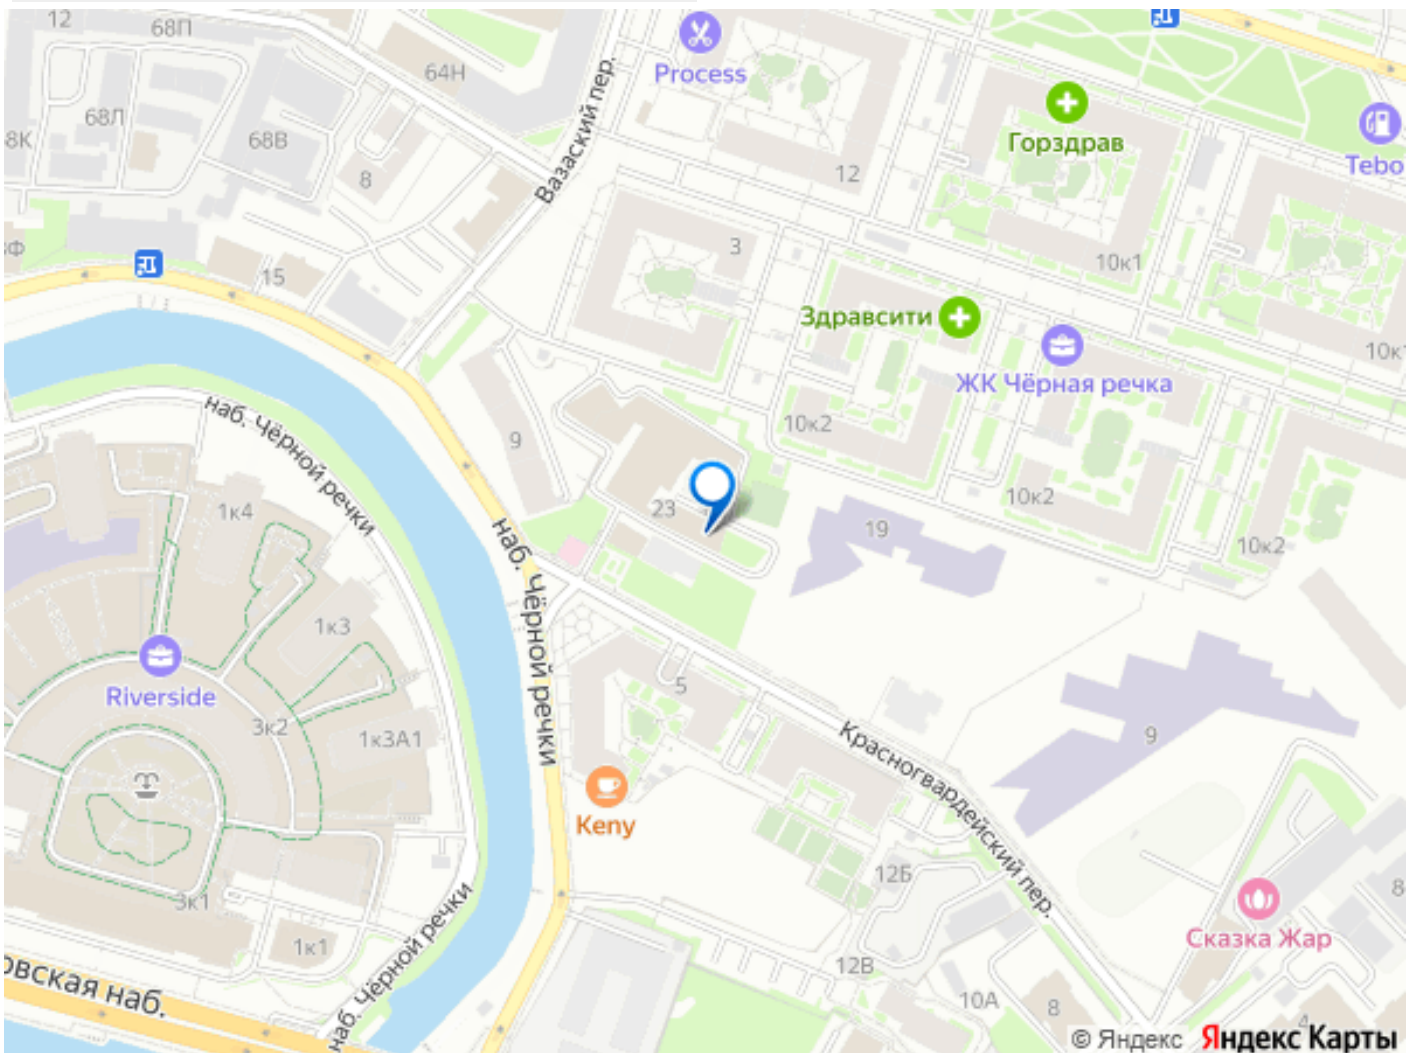 12
68П
64Н
Process
Вазаский пер.
68Л
68К
68В
8
12
Горздрав
Tebo
3
10к1
15
Здравсити
ЖК Чёрная речка
10к
наб. Чёрной речки
9
10к2
10к2
10к2
23
19
1к4
наб. Чёрной речки
1к3
Riverside
3к2
1к3А1
5
Красногвардейский пер.
9
Keny
3к1
1к1
12Б
12В
10А
8
8
4
Сказка Жар
овская наб.
наб. Чёрной речки
© Яндекс Яндекс Карты